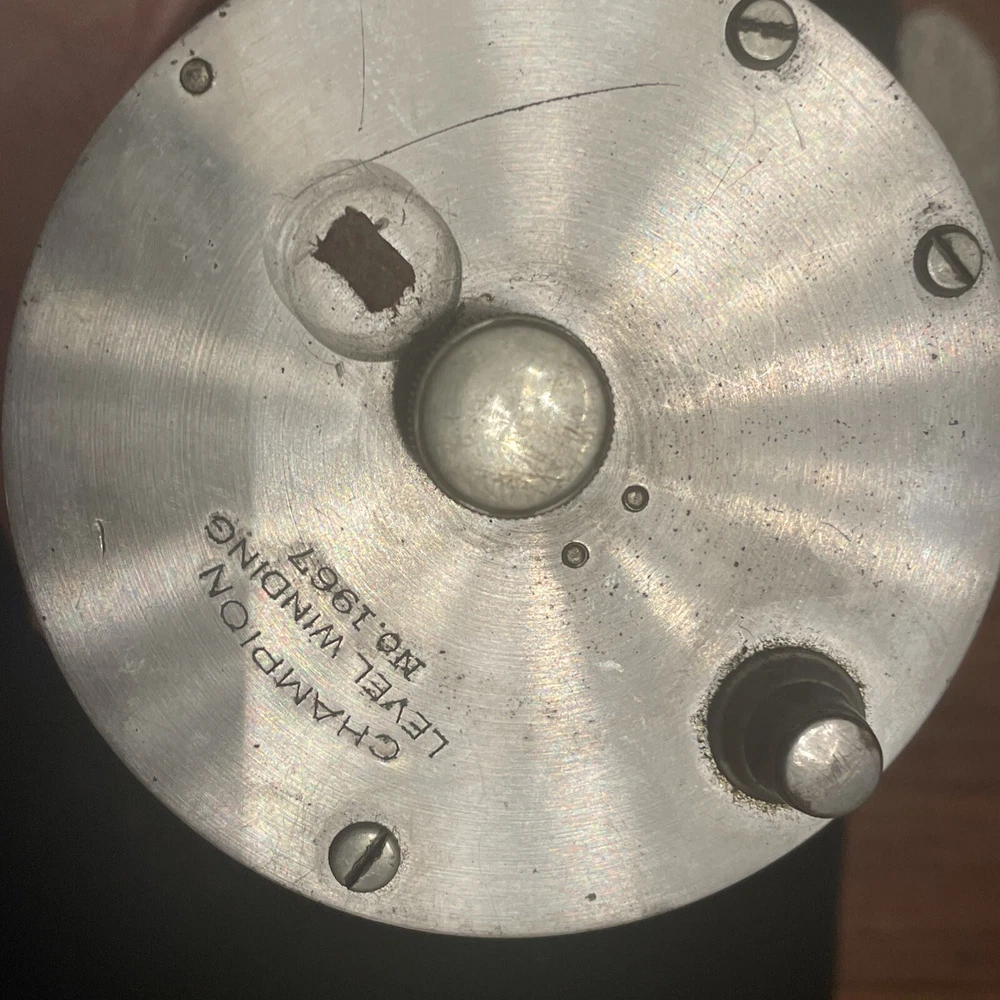 CHAMPION
LEVEL WINDING
NO.1967